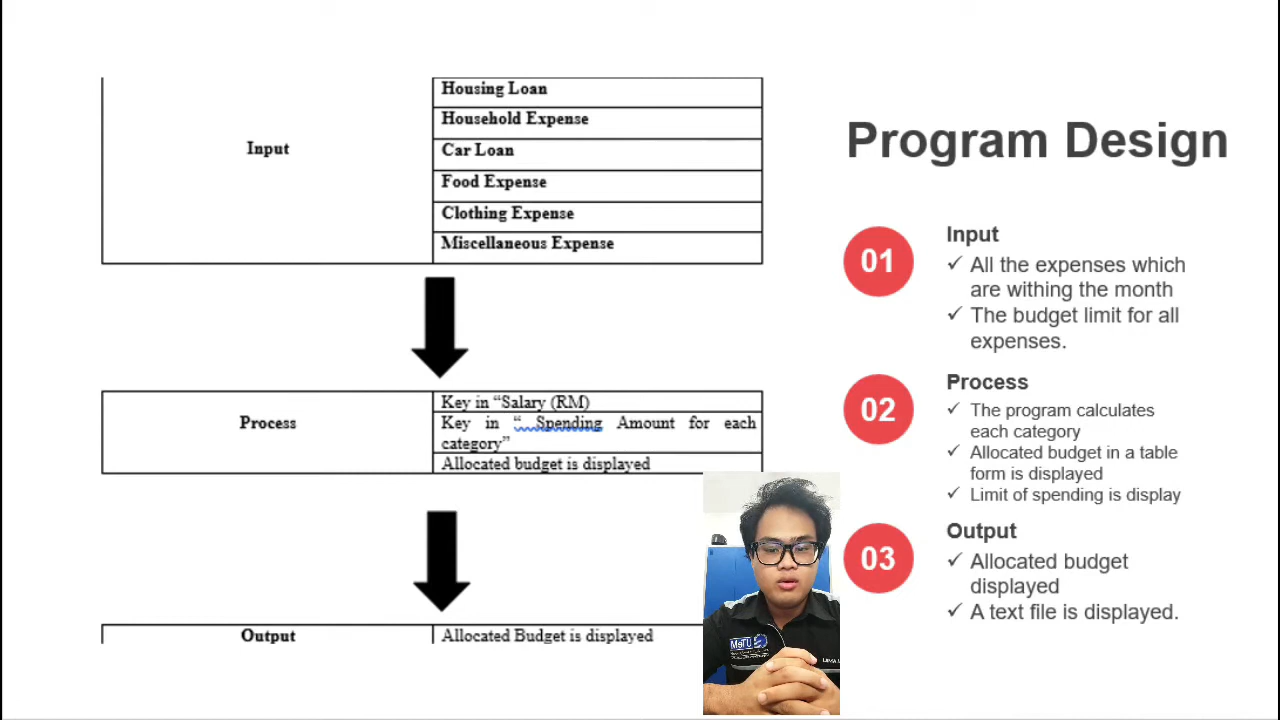 Housing Loan
Household Expense
Input
Car Loan
Food Expense
Clothing Expense
Miscellaneous Expense
Process
Key in “Salary (RM)
Key in “ Spending Amount for each
category”
Allocated budget is displayed
Output
Allocated Budget is displayed
Program Design
01
Input
✓ All the expenses which
are withing the month
✓ The budget limit for all
expenses.
02
Process
✓ The program calculates
each category
✓ Allocated budget in a table
form is displayed
✓ Limit of spending is display
03
Output
✓ Allocated budget
displayed
✓ A text file is displayed.